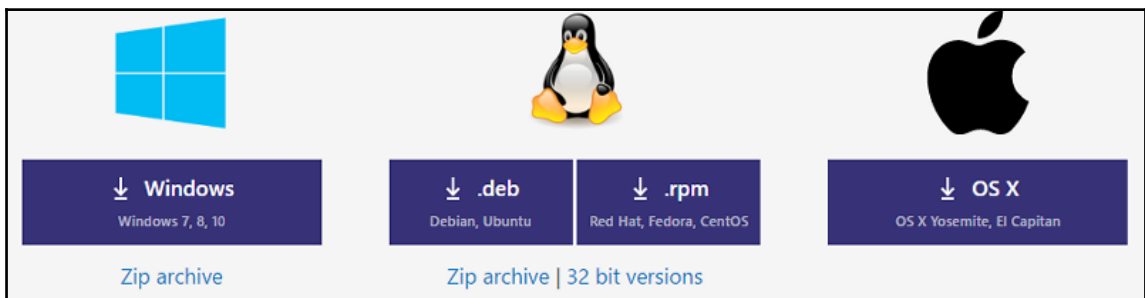 Windows
Windows 7, 8, 10
Zip archive
.deb
Debian, Ubuntu
.rpm
Red Hat, Fedora, CentOS
Zip archive | 32 bit versions
OS X
OS X Yosemite, El Capitan